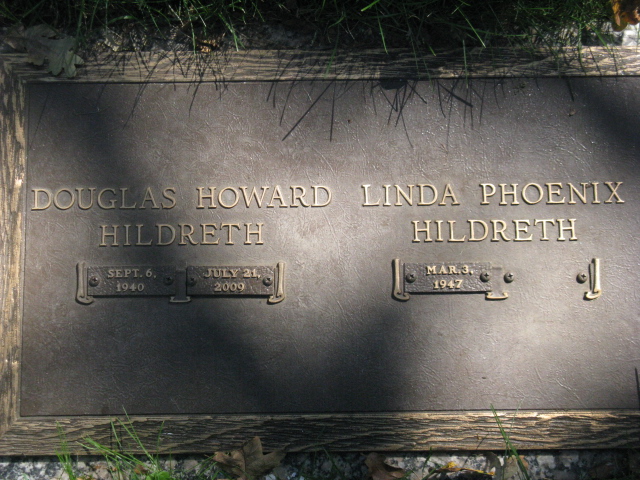 DOUGLAS HOWARD
HILDRETH
SEPT. 6,
1940
JULY 21,
2009
LINDA PHOENIX
HILDRETH
MAR. 3,
1947